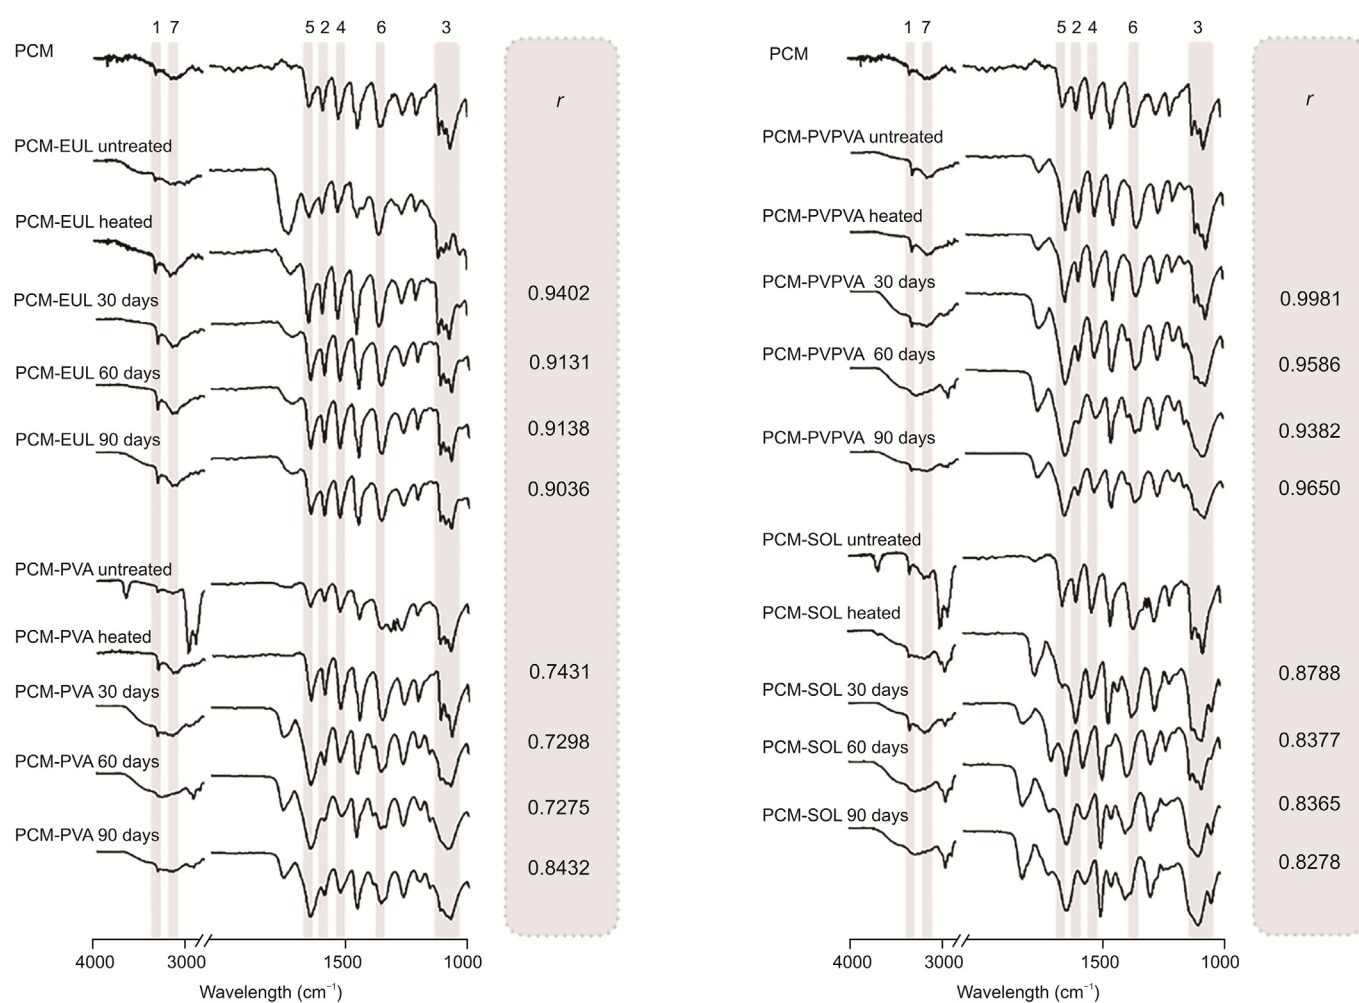 1 7 5 2 4 6 3
PCM
r
PCM-EUL untreated
PCM-EUL heated
PCM-EUL 30 days
0.9402
PCM-EUL 60 days
0.9131
PCM-EUL 90 days
0.9138
0.9036
PCM-PVA untreated
PCM-PVA heated
0.7431
PCM-PVA 30 days
0.7298
PCM-PVA 60 days
0.7275
PCM-PVA 90 days
0.8432
4000 3000 1500 1000
Wavelength (cm⁻¹)
1 7 5 2 4 6 3
PCM
r
PCM-PVPVA untreated
PCM-PVPVA heated
PCM-PVPVA 30 days
0.9981
PCM-PVPVA 60 days
0.9586
PCM-PVPVA 90 days
0.9382
0.9650
PCM-SOL untreated
PCM-SOL heated
0.8788
PCM-SOL 30 days
0.8377
PCM-SOL 60 days
0.8365
PCM-SOL 90 days
0.8278
4000 3000 1500 1000
Wavelength (cm⁻¹)